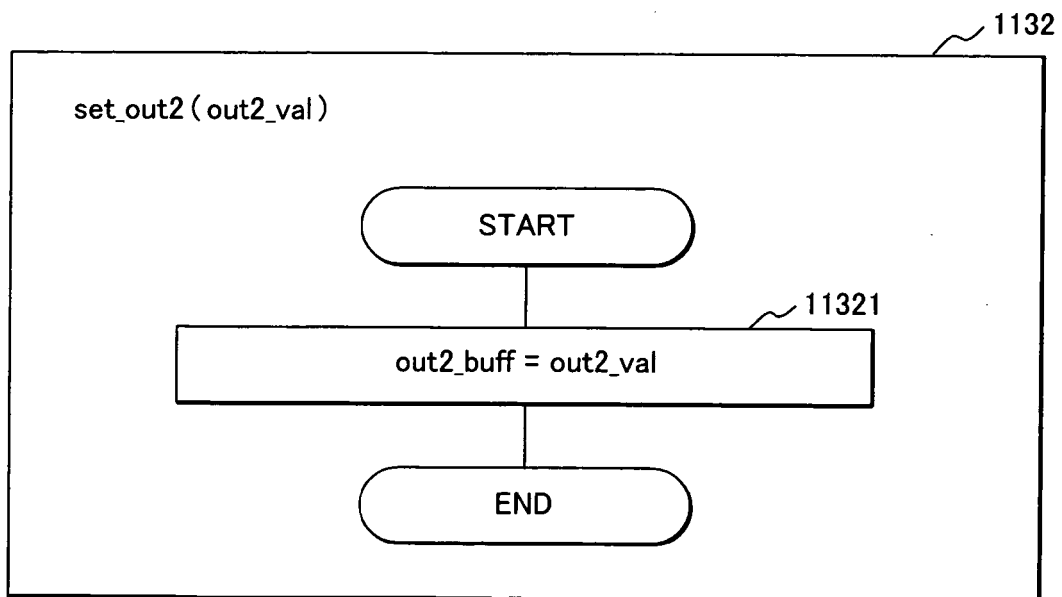 1132
set_out2 ( out2_val )
START
11321
out2_buff = out2_val
END